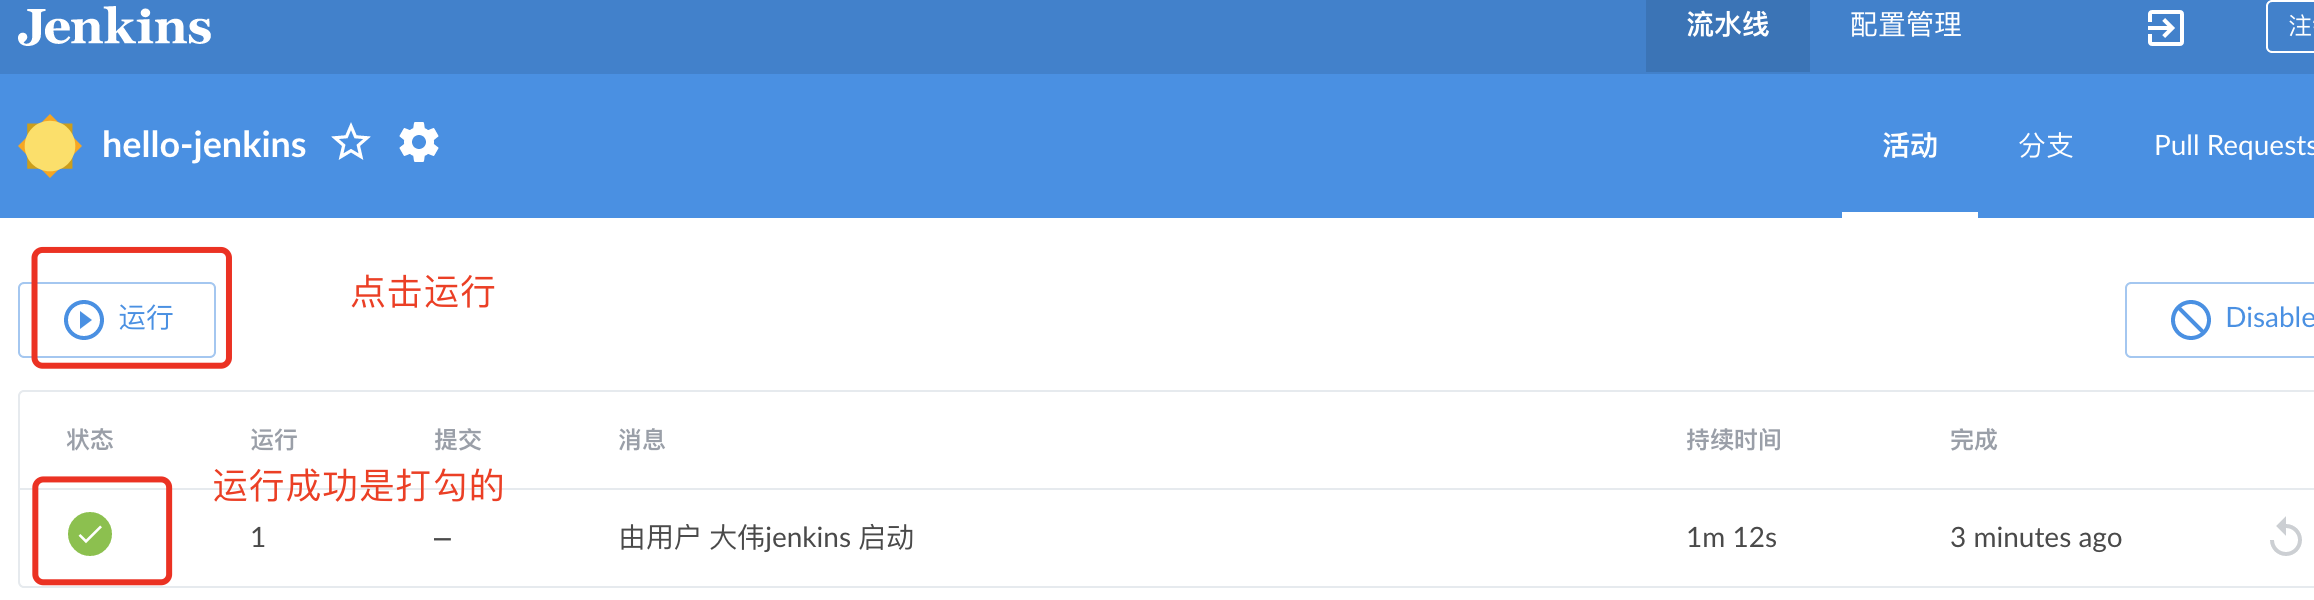 Jenkins
流水线 配置管理
hello-jenkins
活动 分支 Pull Requests
点击运行
运行
Disable
状态 运行 提交 消息 持续时间 完成
运行成功是打勾的
1 – 由用户 大伟jenkins 启动 1m 12s 3 minutes ago